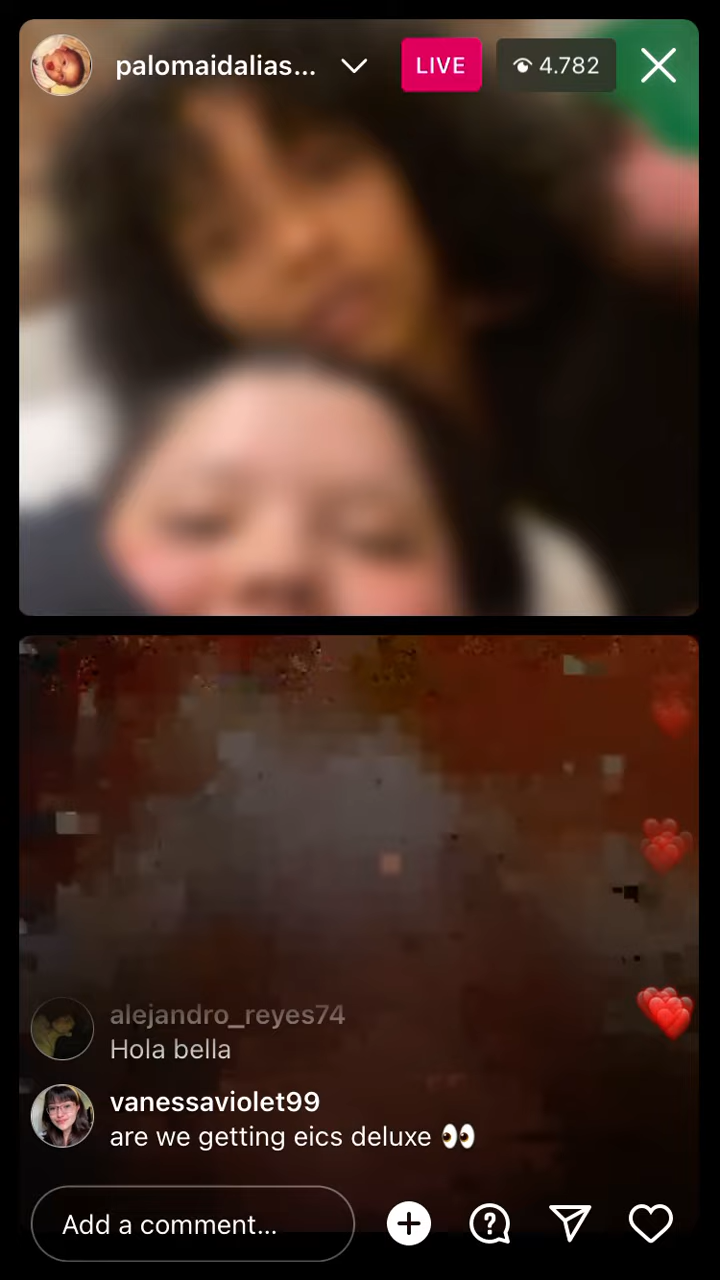 palomaidalias...
LIVE
4.782
alejandro_reyes74
Hola bella
vanessaviolet99
are we getting eics deluxe 👀
Add a comment...